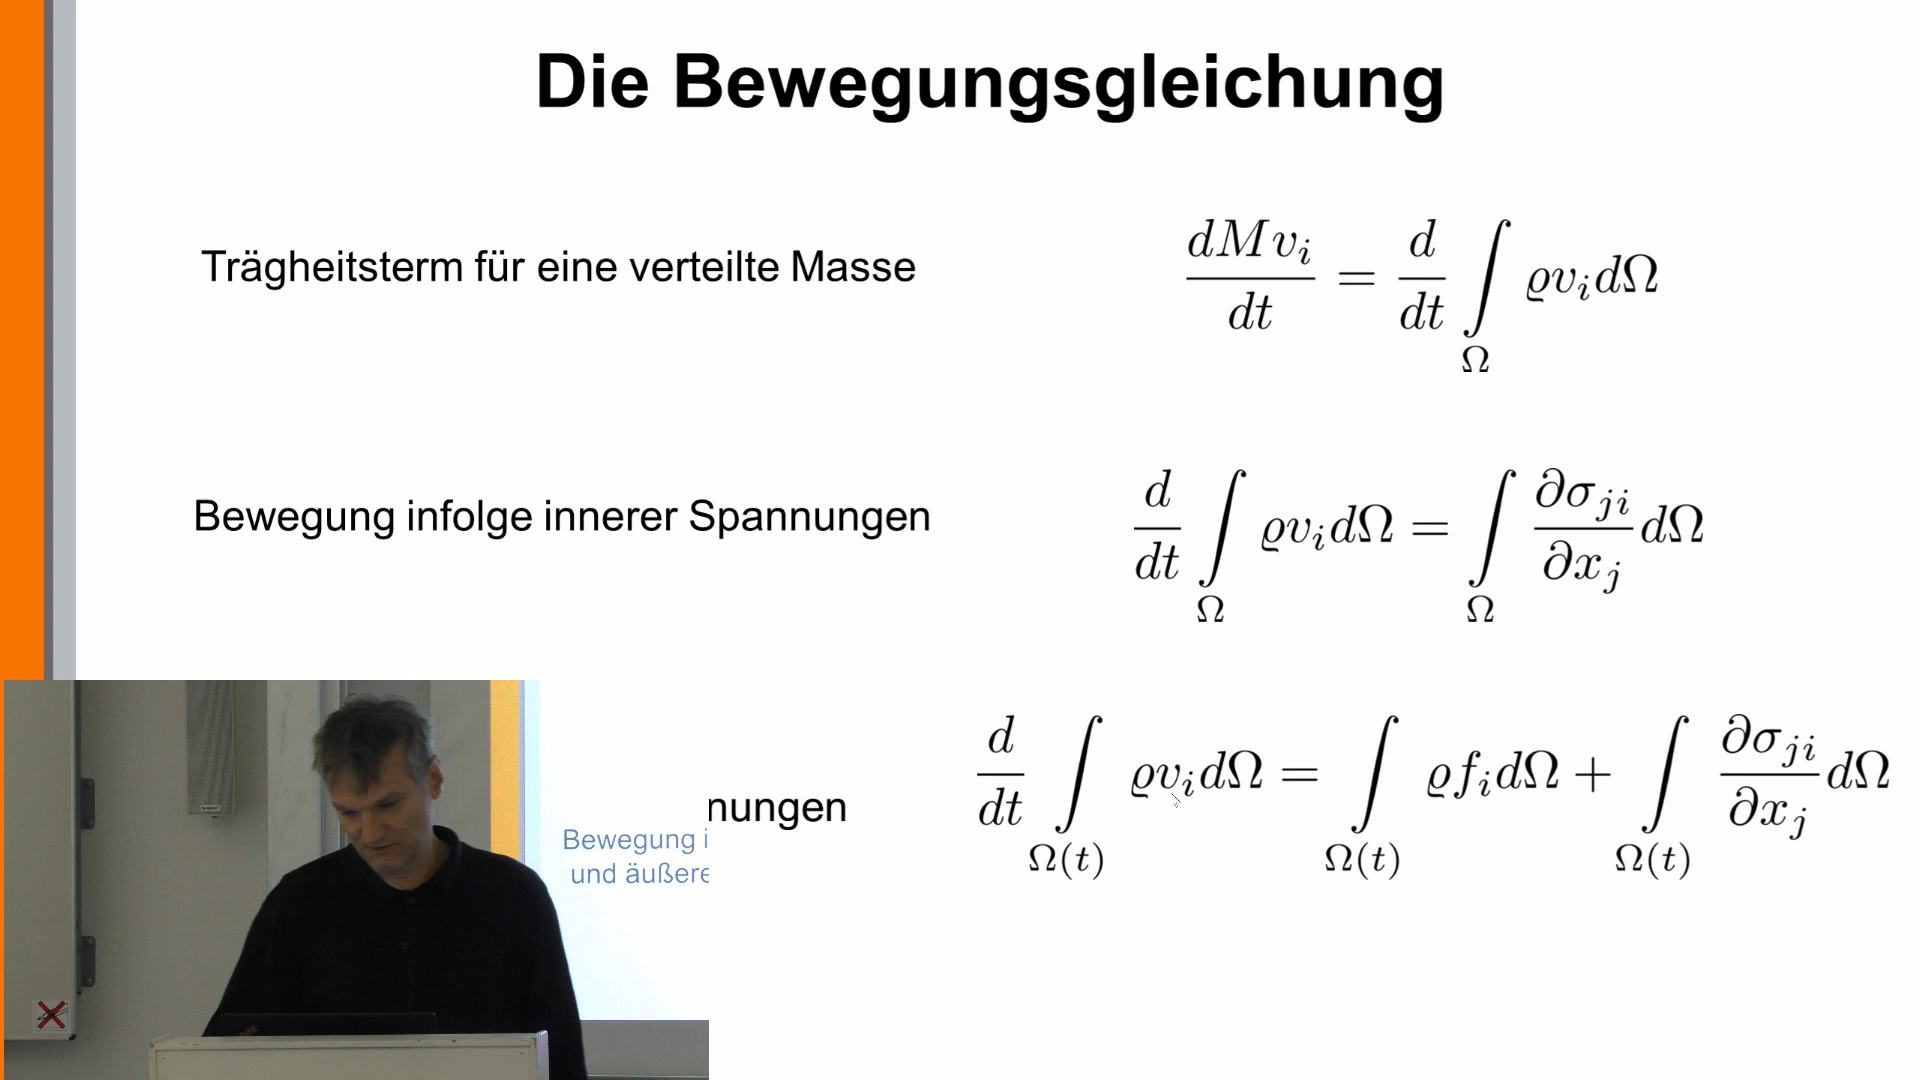 Die Bewegungsgleichung
Trägheitsterm für eine verteilte Masse
dMv_i/dt = d/dt ∫_Ω ϱv_i dΩ
Bewegung infolge innerer Spannungen
d/dt ∫_Ω ϱv_i dΩ = ∫_Ω ∂σ_ji/∂x_j dΩ
nungen
d/dt ∫_Ω(t) ϱv_i dΩ = ∫_Ω(t) ϱf_i dΩ + ∫_Ω(t) ∂σ_ji/∂x_j dΩ
Bewegung i
und äußere